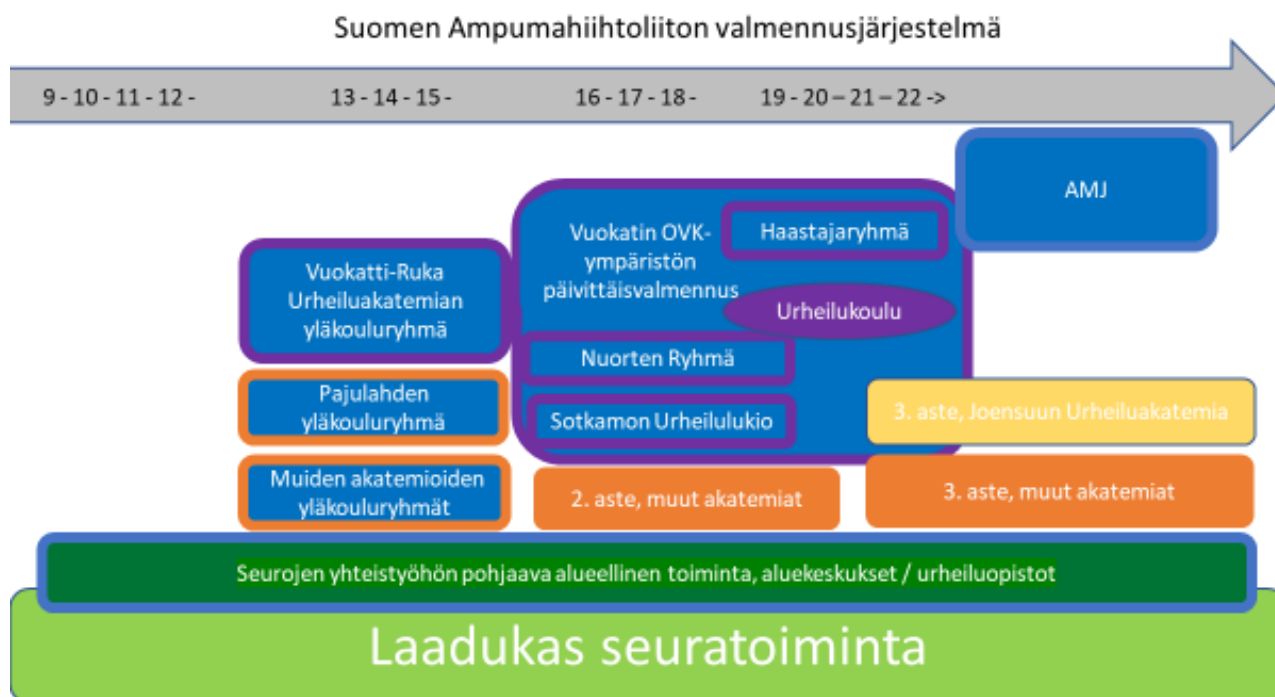 Suomen Ampumahiihtoliiton valmennusjärjestelmä
9 - 10 - 11 - 12 -
13 - 14 - 15 -
16 - 17 - 18 -
19 - 20 – 21 – 22 ->
AMJ
Vuokatin OVK-
ympäristön
päivittäisvalmennus
Haastajaryhmä
Vuokatti-Ruka
Urheiluakatemian
yläkouluryhmä
Urheilukoulu
Nuorten Ryhmä
Pajulahden
yläkouluryhmä
Sotkamon Urheilulukio
3. aste, Joensuun Urheiluakatemia
Muiden akatemioiden
yläkouluryhmät
2. aste, muut akatemiat
3. aste, muut akatemiat
Seurojen yhteistyöhön pohjaava alueellinen toiminta, aluekeskukset / urheiluopistot
Laadukas seuratoiminta